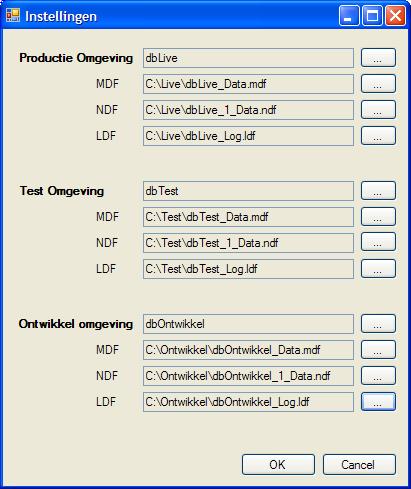 Instellingen
Productie Omgeving dbLive ...
MDF C:\Live\dbLive_Data.mdf ...
NDF C:\Live\dbLive_1_Data.ndf ...
LDF C:\Live\dbLive_Log.ldf ...
Test Omgeving dbTest ...
MDF C:\Test\dbTest_Data.mdf ...
NDF C:\Test\dbTest_1_Data.ndf ...
LDF C:\Test\dbTest_Log.ldf ...
Ontwikkel omgeving dbOntwikkel ...
MDF C:\Ontwikkel\dbOntwikkel_Data.mdf ...
NDF C:\Ontwikkel\dbOntwikkel_1_Data.ndf ...
LDF C:\Ontwikkel\dbOntwikkel_Log.ldf ...
OK Cancel